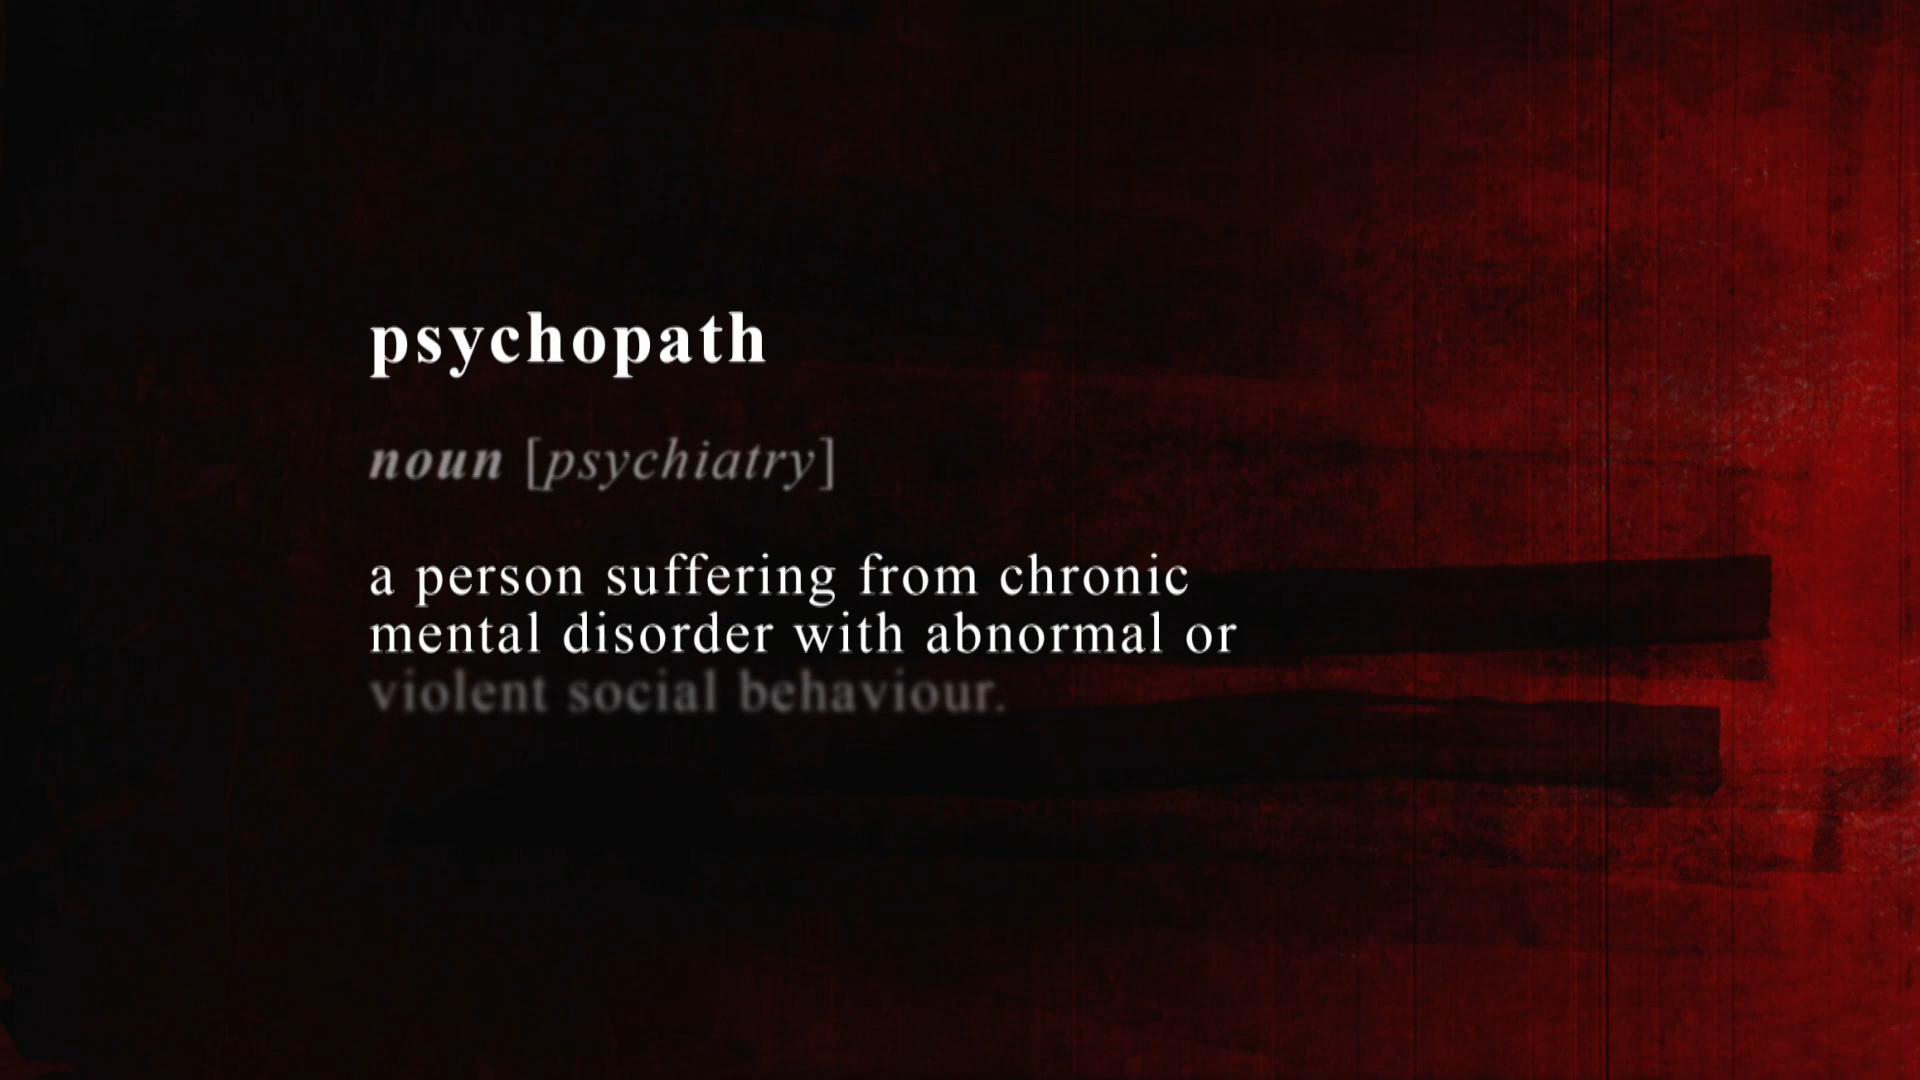 psychopath
noun [psychiatry]
a person suffering from chronic
mental disorder with abnormal or
violent social behaviour.